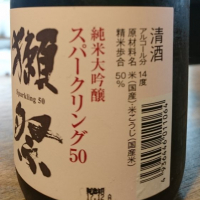 清酒
アルコール分 14度
原材料名 米(国産)・米こうじ(国産米)
精米歩合 50%
純米大吟醸
スパークリング50
獺祭
Sparkling 50